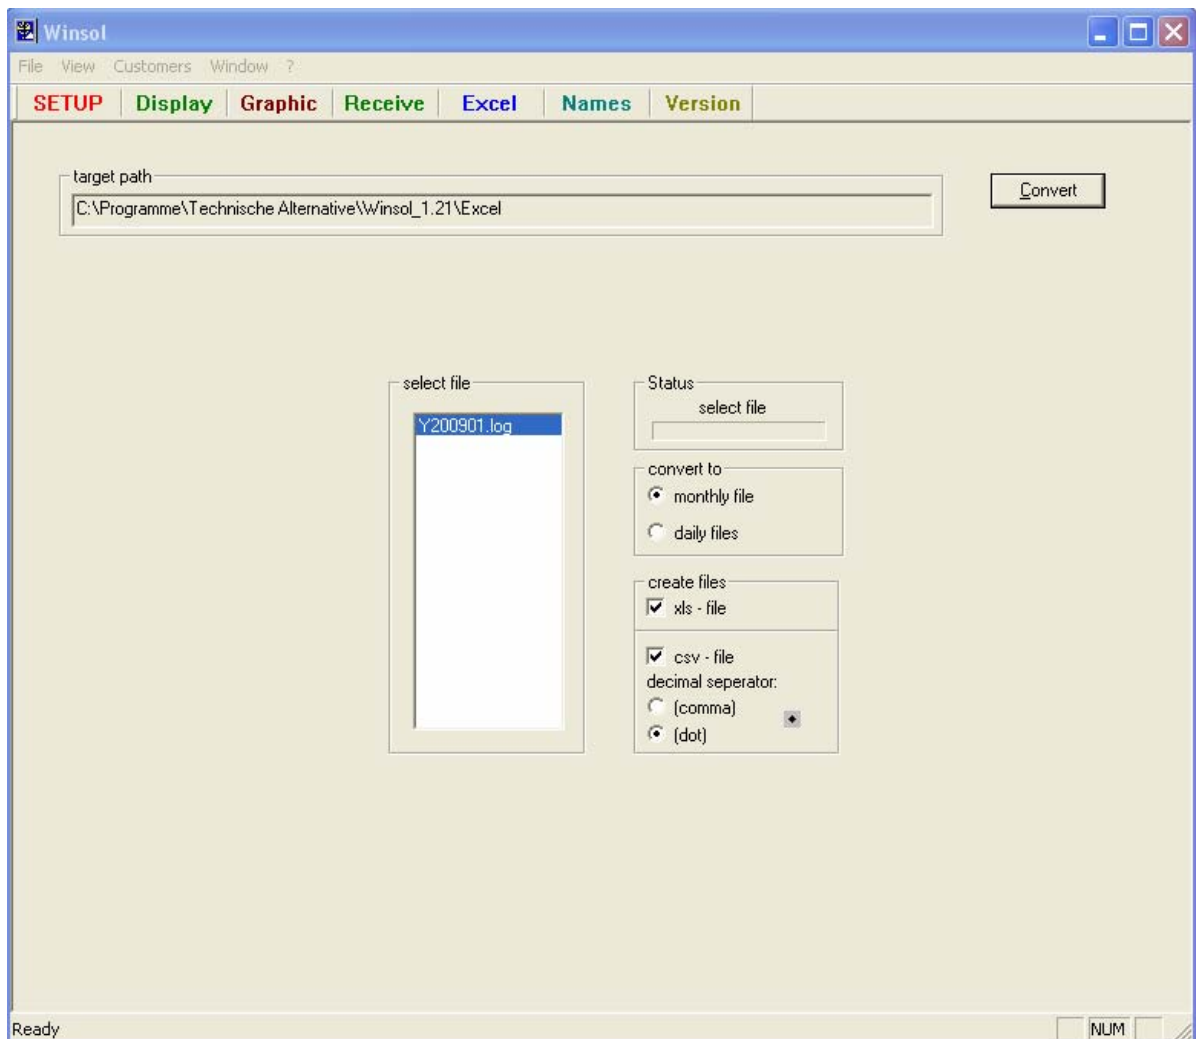 Winsol
File View Customers Window ?
SETUP Display Graphic Receive Excel Names Version
target path
C:\Programme\Technische Alternative\Winsol_1.21\Excel
Convert
select file
Y200901.log
Status
select file
convert to
monthly file
daily files
create files
xls - file
csv - file
decimal seperator:
(comma)
(dot)
Ready
NUM